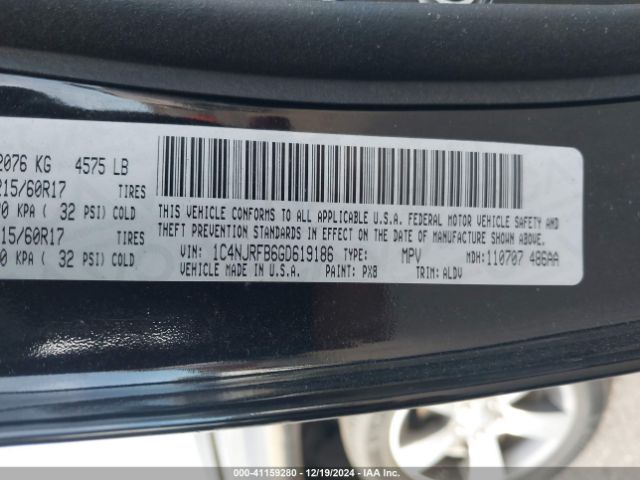 2076 KG 4575 LB
215/60R17 TIRES
0 KPA ( 32 PSI) COLD
15/60R17 TIRES
0 KPA ( 32 PSI) COLD
THIS VEHICLE CONFORMS TO ALL APPLICABLE U.S.A. FEDERAL MOTOR VEHICLE SAFETY AND
THEFT PREVENTION STANDARDS IN EFFECT ON THE DATE OF MANUFACTURE SHOWN ABOVE.
VIN: 1C4NJRFB6GD619186 TYPE: MPV MDH: 110707 486AA
VEHICLE MADE IN U.S.A. PAINT: PX8 TRIM: ALDV
000-41159280 - 12/19/2024 - IAA Inc.